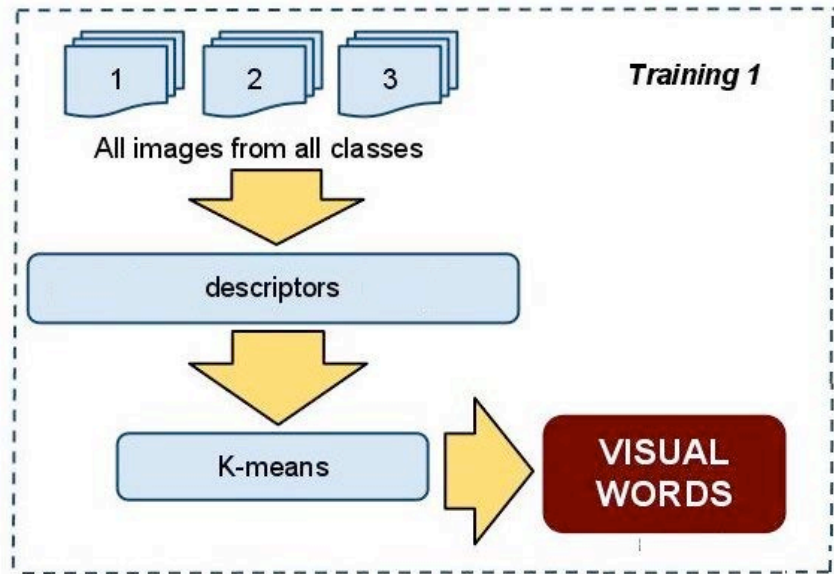 1
2
3
Training 1
All images from all classes
descriptors
K-means
VISUAL
WORDS